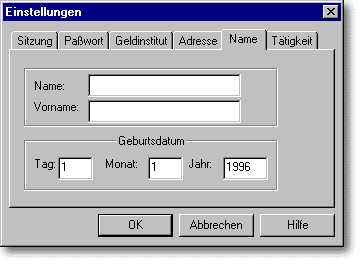 Einstellungen
Sitzung Paßwort Geldinstitut Adresse Name Tätigkeit
Name:
Vorname:
Geburtsdatum
Tag: 1 Monat: 1 Jahr: 1996
OK Abbrechen Hilfe